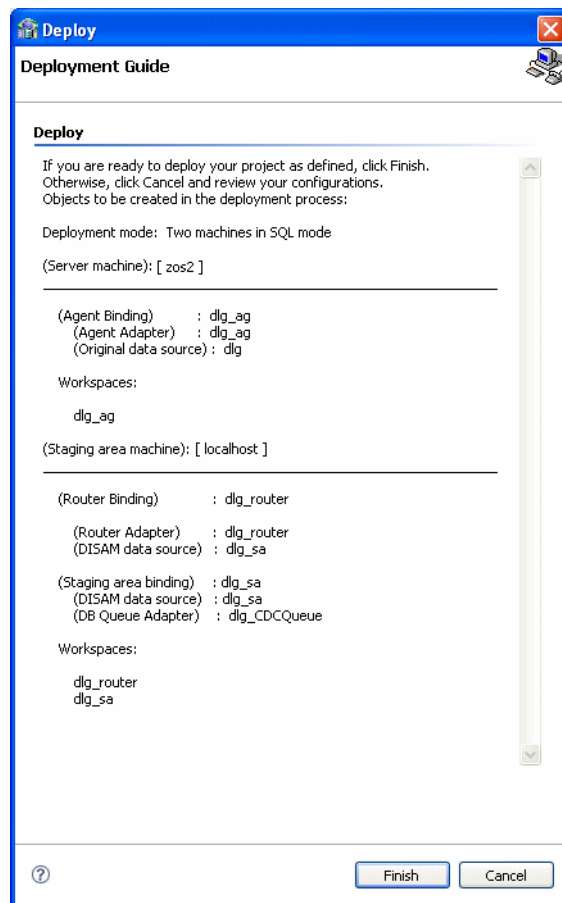 Deploy
Deployment Guide
Deploy
If you are ready to deploy your project as defined, click Finish.
Otherwise, click Cancel and review your configurations.
Objects to be created in the deployment process:
Deployment mode: Two machines in SQL mode
(Server machine): [ zos2 ]
(Agent Binding) : dlg_ag
(Agent Adapter) : dlg_ag
(Original data source) : dlg
Workspaces:
dlg_ag
(Staging area machine): [ localhost ]
(Router Binding) : dlg_router
(Router Adapter) : dlg_router
(DISAM data source) : dlg_sa
(Staging area binding) : dlg_sa
(DISAM data source) : dlg_sa
(DB Queue Adapter) : dlg_CDCQueue
Workspaces:
dlg_router
dlg_sa
? Finish Cancel